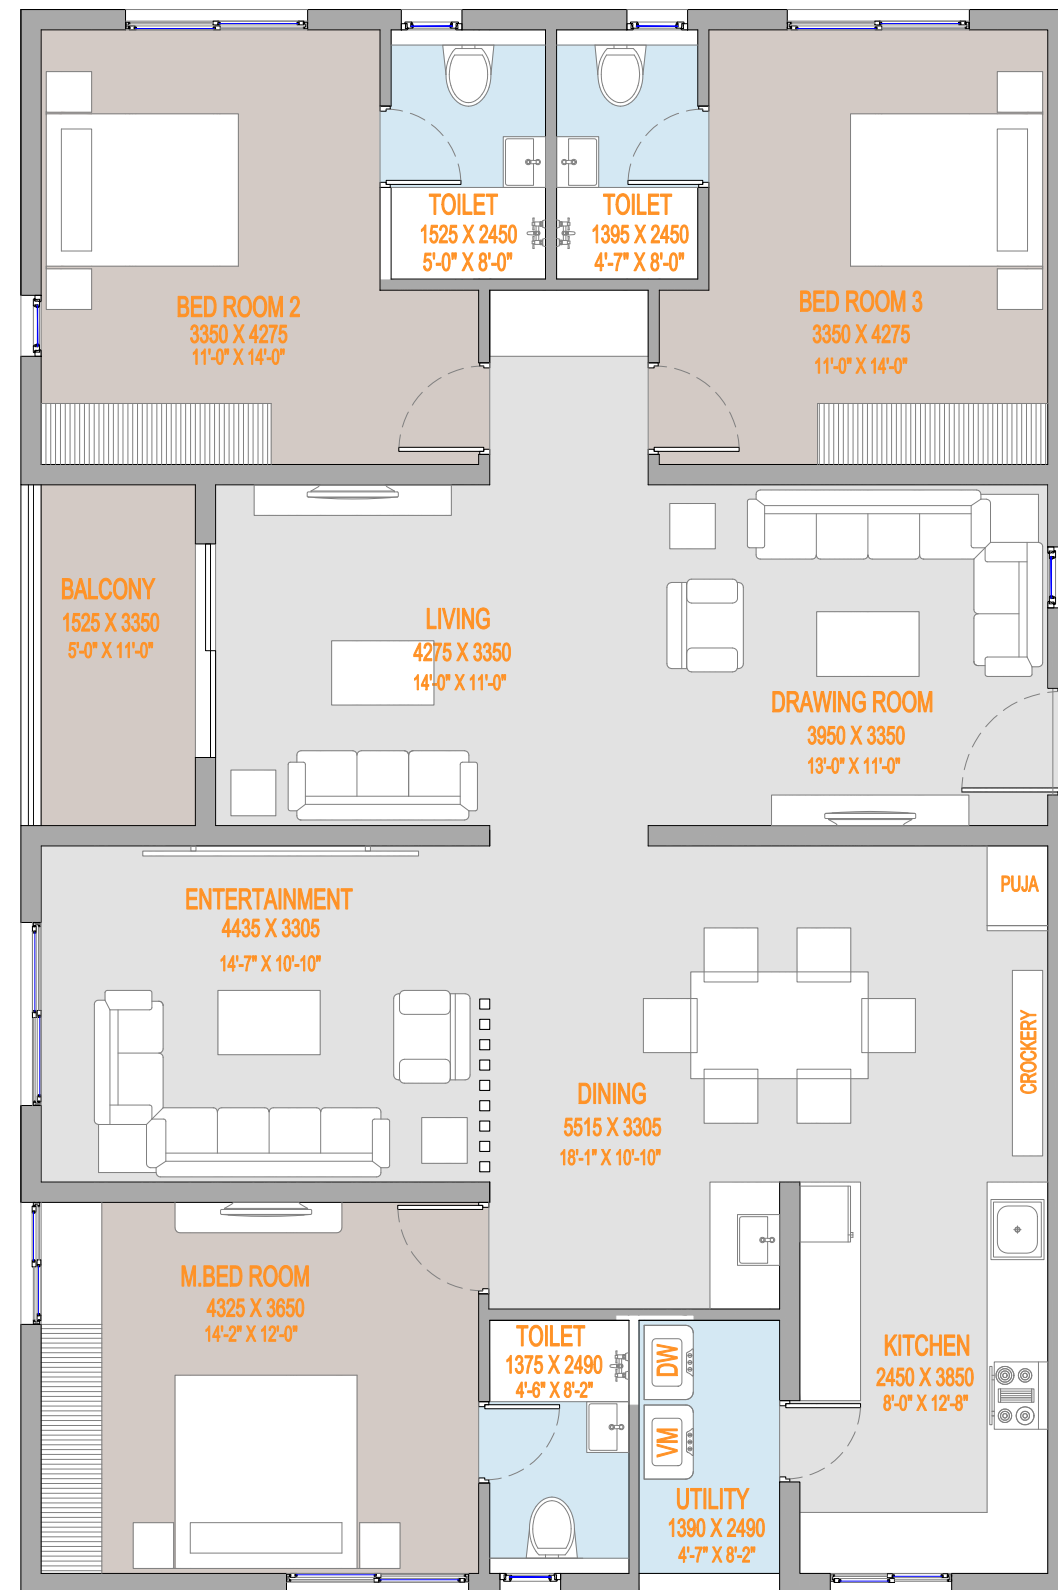 TOILET
1525 X 2450
5'-0" X 8'-0"
TOILET
1395 X 2450
4'-7" X 8'-0"
BED ROOM 2
3350 X 4275
11'-0" X 14'-0"
BED ROOM 3
3350 X 4275
11'-0" X 14'-0"
BALCONY
1525 X 3350
5'-0" X 11'-0"
LIVING
4275 X 3350
14'-0" X 11'-0"
DRAWING ROOM
3950 X 3350
13'-0" X 11'-0"
ENTERTAINMENT
4435 X 3305
14'-7" X 10'-10"
PUJA
CROCKERY
DINING
5515 X 3305
18'-1" X 10'-10"
M.BED ROOM
4325 X 3650
14'-2" X 12'-0"
TOILET
1375 X 2490
4'-6" X 8'-2"
DW
VM
UTILITY
1390 X 2490
4'-7" X 8'-2"
KITCHEN
2450 X 3850
8'-0" X 12'-8"